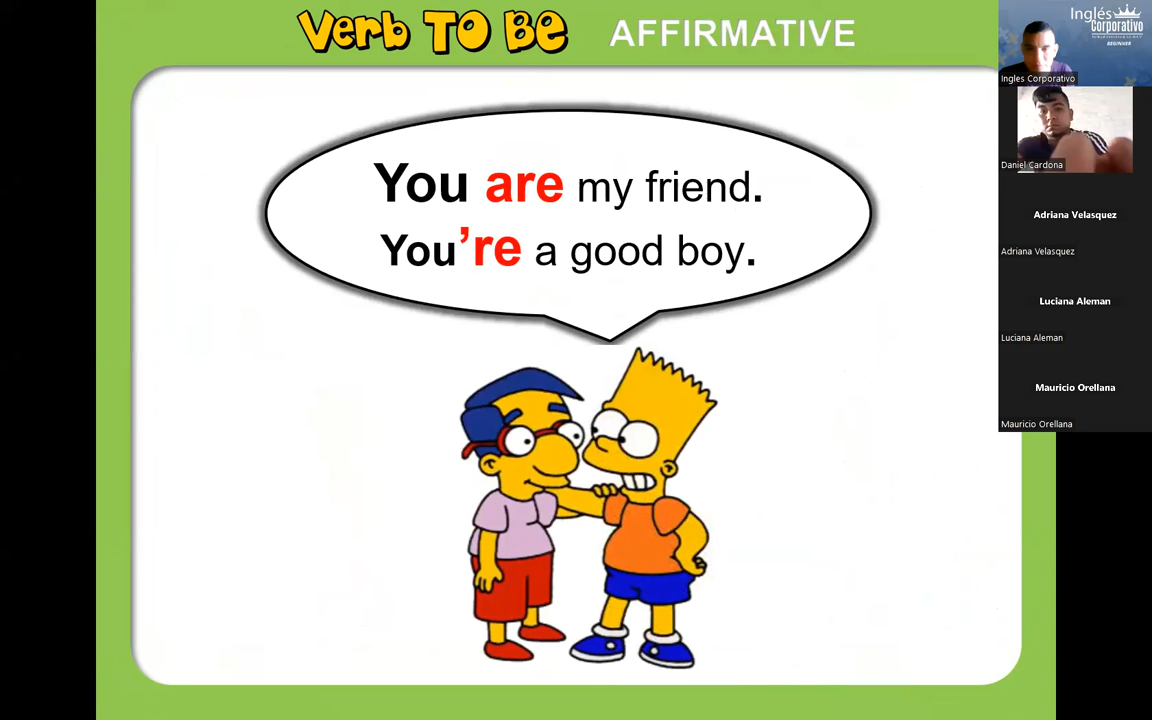 Verb TO BE AFFIRMATIVE
You are my friend.
You're a good boy.
Inglés
Corporativo
BEGINNER
Ingles Corporativo
Daniel Cardona
Adriana Velasquez
Adriana Velasquez
Luciana Aleman
Luciana Aleman
Mauricio Orellana
Mauricio Orellana